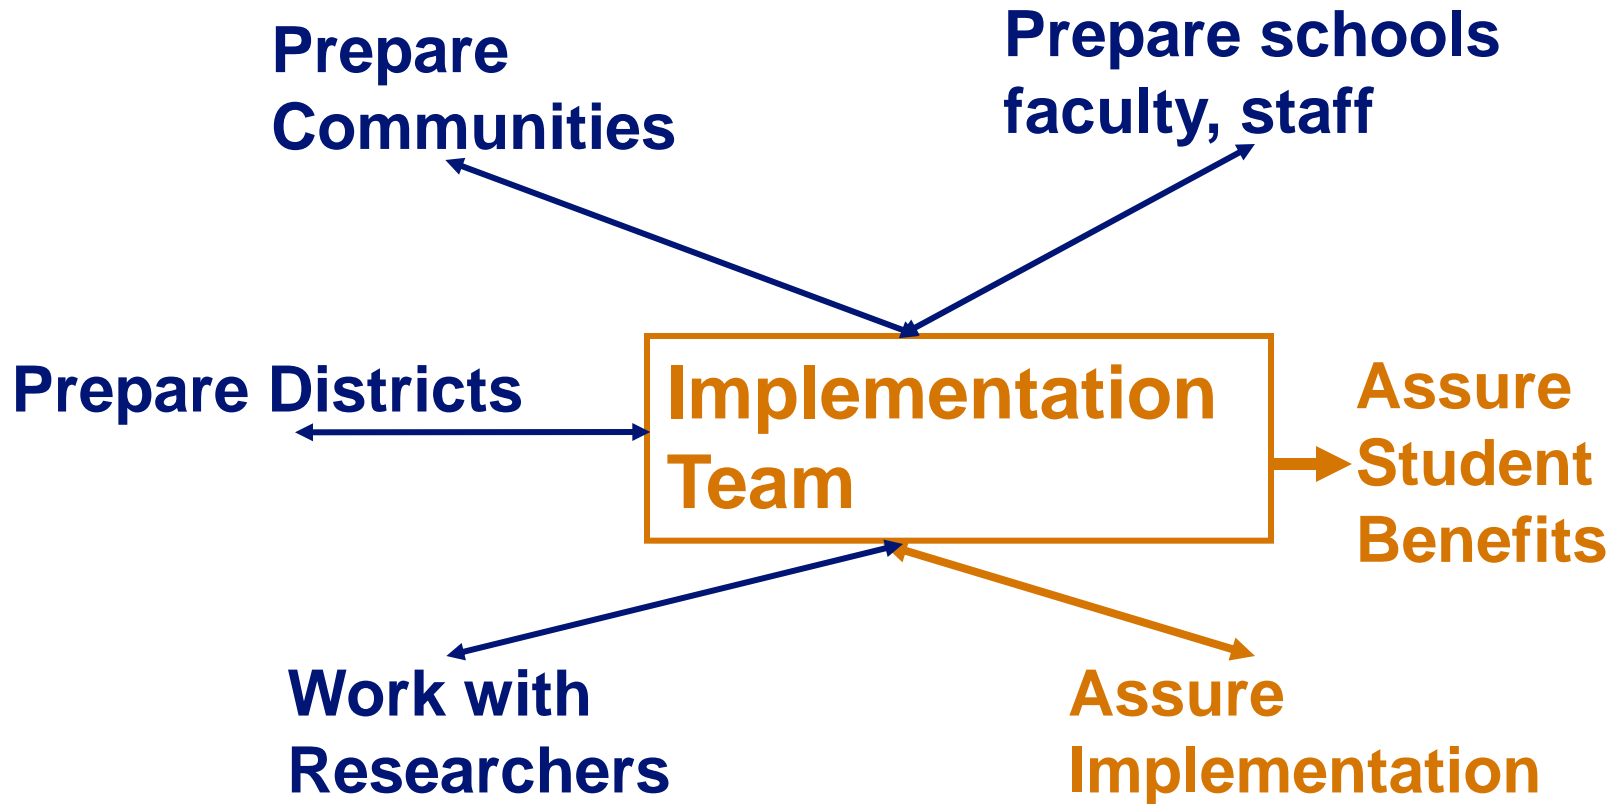 Prepare
Communities
Prepare schools
faculty, staff
Prepare Districts
Implementation
Team
Assure
Student
Benefits
Work with
Researchers
Assure
Implementation